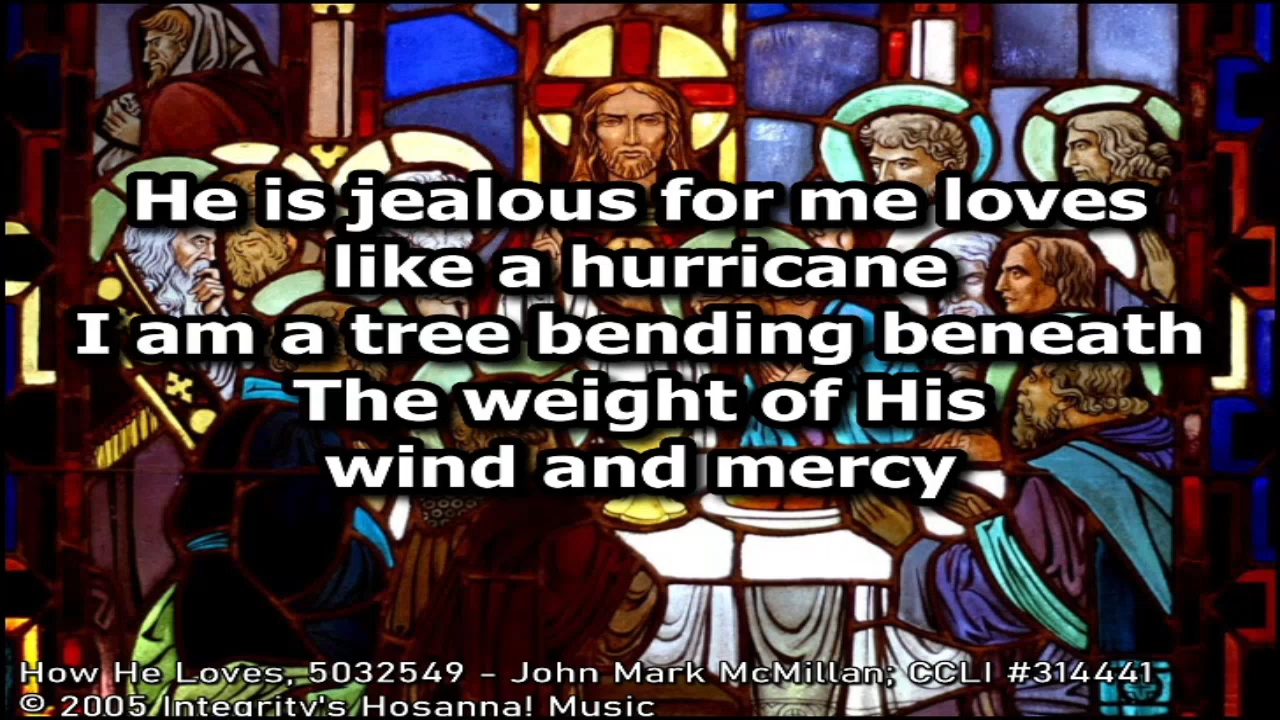 He is jealous for me loves
like a hurricane
I am a tree bending beneath
The weight of His
wind and mercy
How He Loves, 5032549 - John Mark McMillan; CCLI #314441
© 2005 Integrity's Hosanna! Music